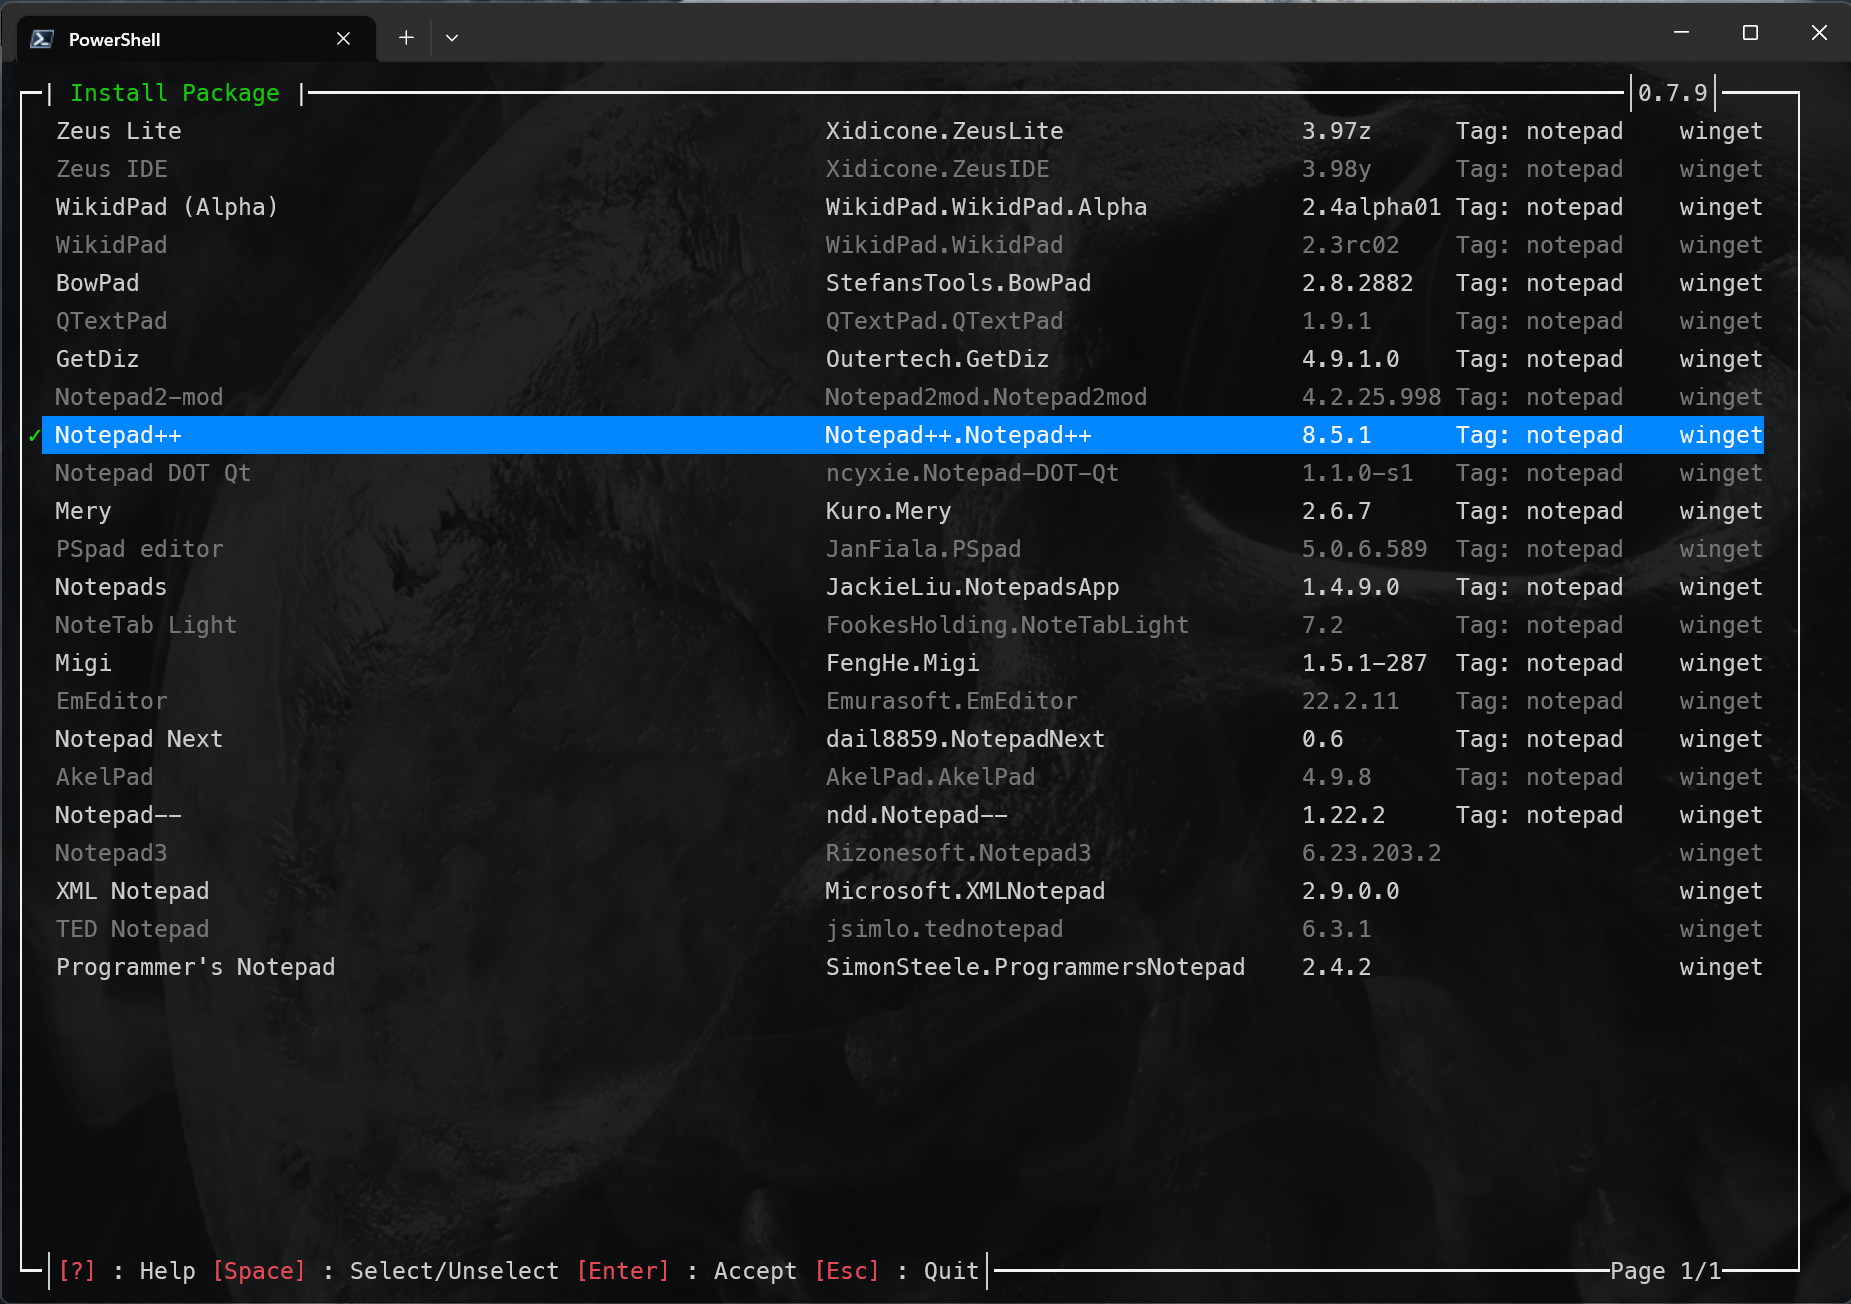 PowerShell
Install Package 0.7.9
Zeus Lite Xidicone.ZeusLite 3.97z Tag: notepad winget
Zeus IDE Xidicone.ZeusIDE 3.98y Tag: notepad winget
WikidPad (Alpha) WikidPad.WikidPad.Alpha 2.4alpha01 Tag: notepad winget
WikidPad WikidPad.WikidPad 2.3rc02 Tag: notepad winget
BowPad StefansTools.BowPad 2.8.2882 Tag: notepad winget
QTextPad QTextPad.QTextPad 1.9.1 Tag: notepad winget
GetDiz Outertech.GetDiz 4.9.1.0 Tag: notepad winget
Notepad2-mod Notepad2mod.Notepad2mod 4.2.25.998 Tag: notepad winget
✓ Notepad++ Notepad++.Notepad++ 8.5.1 Tag: notepad winget
Notepad DOT Qt ncyxie.Notepad-DOT-Qt 1.1.0-s1 Tag: notepad winget
Mery Kuro.Mery 2.6.7 Tag: notepad winget
PSpad editor JanFiala.PSpad 5.0.6.589 Tag: notepad winget
Notepads JackieLiu.NotepadsApp 1.4.9.0 Tag: notepad winget
NoteTab Light FookesHolding.NoteTabLight 7.2 Tag: notepad winget
Migi FengHe.Migi 1.5.1-287 Tag: notepad winget
EmEditor Emurasoft.EmEditor 22.2.11 Tag: notepad winget
Notepad Next dail8859.NotepadNext 0.6 Tag: notepad winget
AkelPad AkelPad.AkelPad 4.9.8 Tag: notepad winget
Notepad-- ndd.Notepad-- 1.22.2 Tag: notepad winget
Notepad3 Rizonesoft.Notepad3 6.23.203.2 winget
XML Notepad Microsoft.XMLNotepad 2.9.0.0 winget
TED Notepad jsimlo.tednotepad 6.3.1 winget
Programmer's Notepad SimonSteele.ProgrammersNotepad 2.4.2 winget
[?] : Help [Space] : Select/Unselect [Enter] : Accept [Esc] : Quit Page 1/1